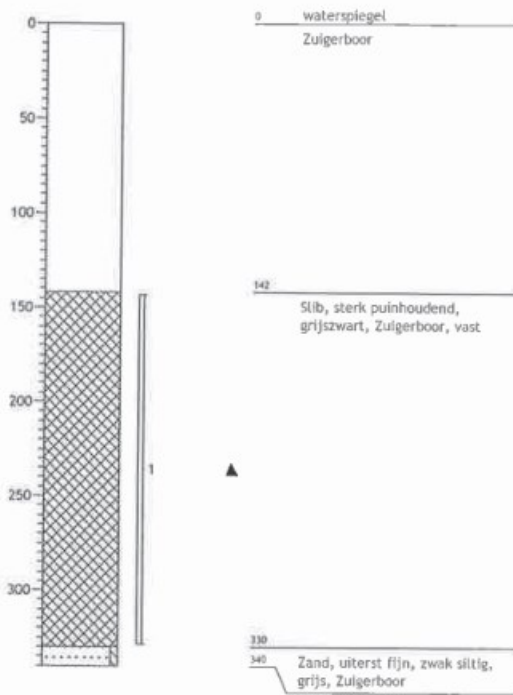 0 waterspiegel
0
Zuigerboor
50
100
142
150
Slib, sterk puinhoudend,
grijszwart, Zuigerboor, vast
200
1
250
300
330
340 Zand, uiterst fijn, zwak siltig,
grijs, Zuigerboor